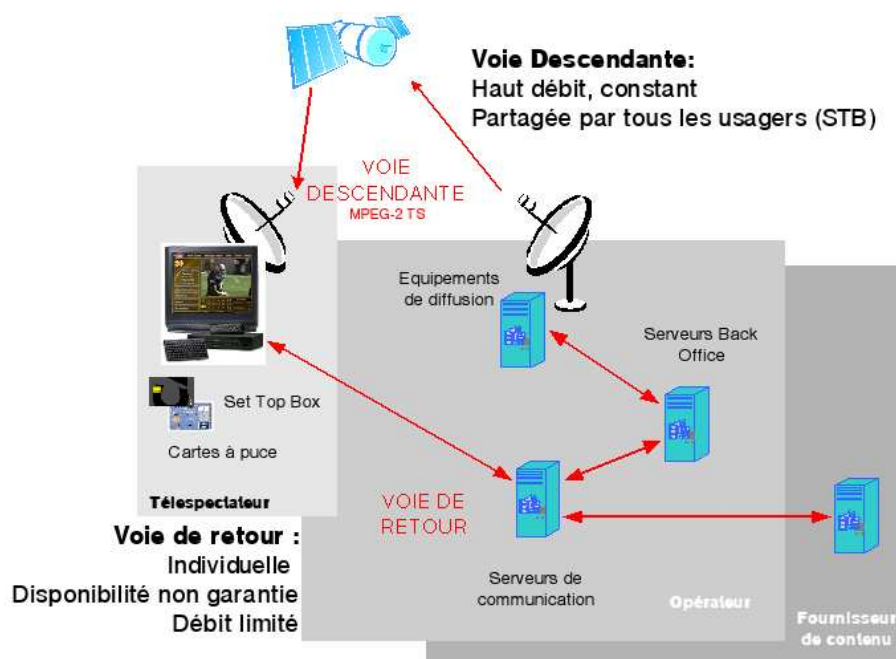 Voie Descendante:
Haut débit, constant
Partagée par tous les usagers (STB)
VOIE
DESCENDANTE
MPEG-2 TS
Equipements
de diffusion
Serveurs Back
Office
Set Top Box
Cartes à puce
Télespectateur
VOIE DE
RETOUR
Voie de retour :
Individuelle
Disponibilité non garantie
Débit limité
Serveurs de
communication
Opérateur
Fournisseur
de contenu